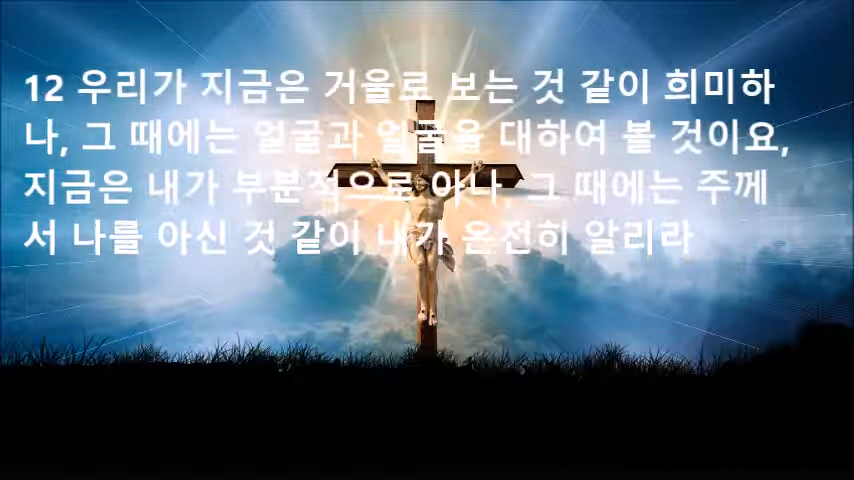 12 우리가 지금은 거울로 보는 것 같이 희미하
나, 그 때에는 얼굴과 얼굴을 대하여 볼 것이요,
지금은 내가 부분적으로 아나 그 때에는 주께
서 나를 아신 것 같이 내가 온전히 알리라